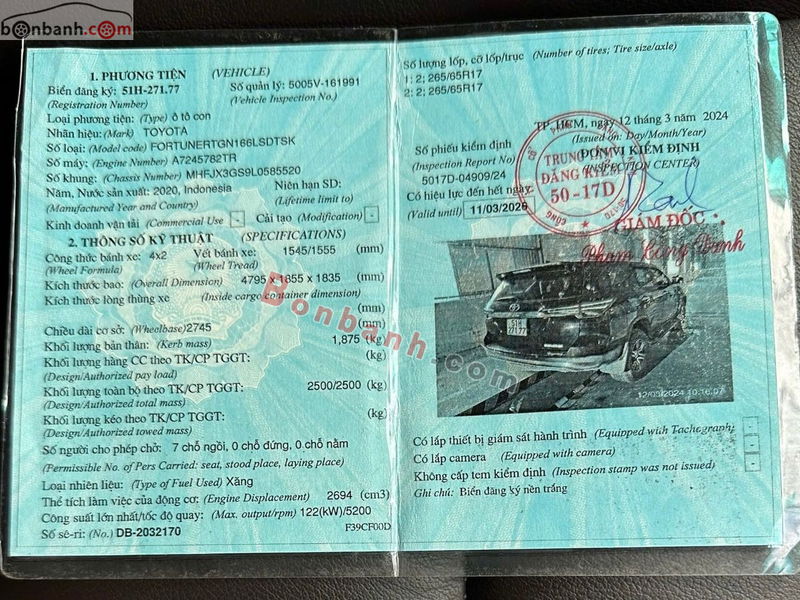 bonbanh.com
1. PHƯƠNG TIỆN (VEHICLE)
Biển đăng ký: 51H-271.77 Số quản lý: 5005V-161991
(Registration Number) (Vehicle Inspection No.)
Loại phương tiện: (Type) ô tô con
Nhãn hiệu: (Mark) TOYOTA
Số loại: (Model code) FORTUNERTGN166LSDTSK
Số máy: (Engine Number) A7245782TR
Số khung: (Chassis Number) MHFJX3GS9L0585520
Năm, Nước sản xuất: 2020, Indonesia Niên hạn SD:
(Manufactured Year and Country) (Lifetime limit to)
Kinh doanh vận tải (Commercial Use) - Cải tạo (Modification) -
2. THÔNG SỐ KỸ THUẬT (SPECIFICATIONS)
Công thức bánh xe: 4x2 Vết bánh xe: 1545/1555 (mm)
(Wheel Formula) (Wheel Tread)
Kích thước bao: (Overall Dimension) 4795 x 1855 x 1835 (mm)
Kích thước lòng thùng xe (Inside cargo container dimension)
(mm)
Chiều dài cơ sở: (Wheelbase) 2745 (mm)
Khối lượng bản thân: (Kerb mass) 1,875 (kg)
Khối lượng hàng CC theo TK/CP TGGT: (kg)
(Design/Authorized pay load)
Khối lượng toàn bộ theo TK/CP TGGT: 2500/2500 (kg)
(Design/Authorized total mass)
Khối lượng kéo theo TK/CP TGGT: (kg)
(Design/Authorized towed mass)
Số người cho phép chở: 7 chỗ ngồi, 0 chỗ đứng, 0 chỗ nằm
(Permissible No. of Pers Carried: seat, stood place, laying place)
Loại nhiên liệu: (Type of Fuel Used) Xăng
Thể tích làm việc của động cơ: (Engine Displacement) 2694 (cm3)
Công suất lớn nhất/tốc độ quay: (Max. output/rpm) 122(kW)/5200
Số sê-ri: (No.) DB-2032170 F39CF00D
Số lượng lốp, cỡ lốp/trục (Number of tires; Tire size/axle)
1: 2; 265/65R17
2: 2; 265/65R17
TP. HCM, ngày 12 tháng 3 năm 2024
(Issued on: Day/Month/Year)
Số phiếu kiểm định ĐƠN VỊ KIỂM ĐỊNH
(Inspection Report No) (INSPECTION CENTER)
5017D-04909/24
Có hiệu lực đến hết ngày
(Valid until) 11/03/2026
TRUNG TÂM
ĐĂNG KIỂM
50-17D
GIÁM ĐỐC
Phạm Công Danh
51H
271.77
12/03/2024 10:16:07
Có lắp thiết bị giám sát hành trình (Equipped with Tachograph) -
Có lắp camera (Equipped with camera) -
Không cấp tem kiểm định (Inspection stamp was not issued) -
Ghi chú: Biển đăng ký nền trắng
Bonbanh.com